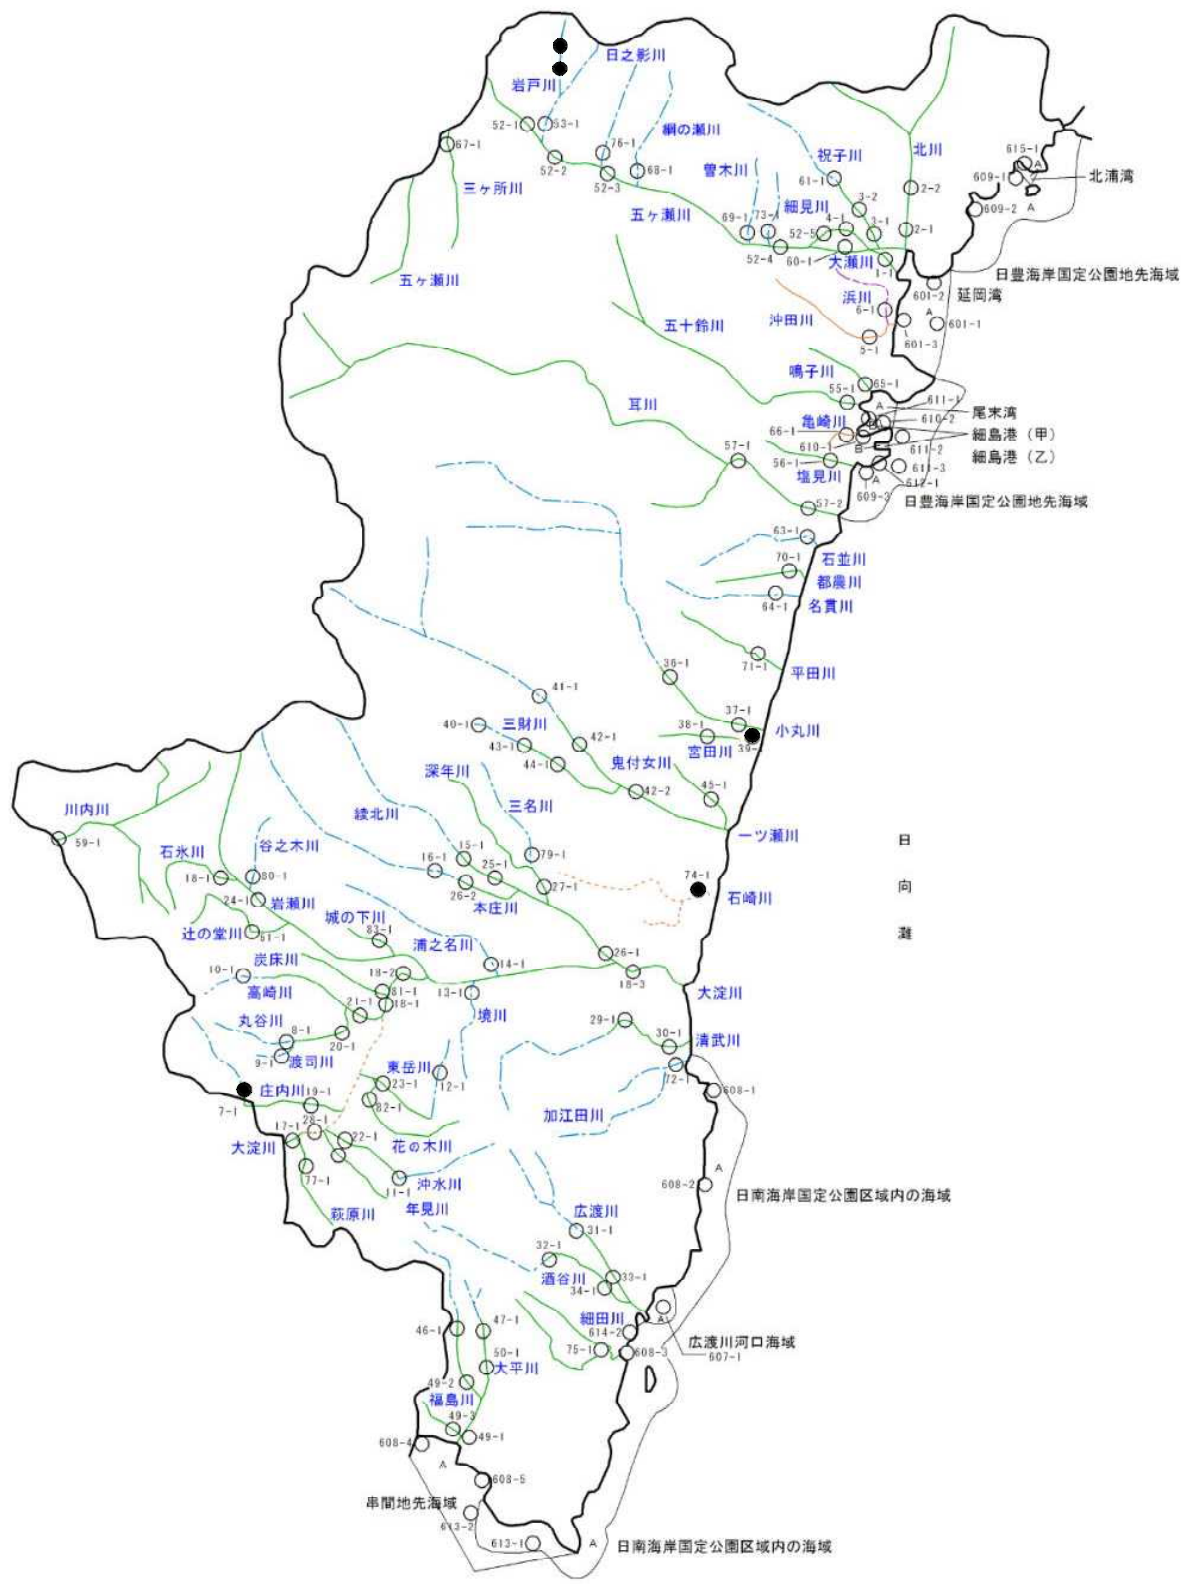 日之影川
岩戸川
52-1
53-1
綱の瀬川
76-1
67-1
52-2
68-1
52-3
三ヶ所川
曽木川
祝子川
61-1
北川
615-1
609-1
北浦湾
A
A
2-2
3-2
609-2
細見川
五ヶ瀬川
69-1
73-1
4-1
52-5
3-1
2-1
52-4
60-1
大瀬川
1-1
日豊海岸国定公園地先海域
五ヶ瀬川
601-2
延岡湾
浜川
6-1
沖田川
A
601-1
五十鈴川
601-3
5-1
鳴子川
65-1
55-1
耳川
611-1
A
尾末湾
亀崎川
610-2
66-1
細島港（甲）
610-1
B
B
611-2
57-1
細島港（乙）
56-1
塩見川
611-3
A
612-1
609-3
日豊海岸国定公園地先海域
57-2
63-1
石並川
70-1
都農川
64-1
名貫川
36-1
71-1
平田川
41-1
40-1
三財川
37-1
38-1
小丸川
43-1
42-1
宮田川
39-1
44-1
鬼付女川
深年川
三名川
42-2
45-1
川内川
綾北川
一ツ瀬川
59-1
谷之木川
日
向
灘
石氷川
15-1
79-1
16-1
25-1
18-1
80-1
74-1
26-2
27-1
石崎川
24-1
岩瀬川
本庄川
城の下川
辻の堂川
61-1
83-1
浦之名川
26-1
炭床川
14-1
10-1
18-2
18-3
高崎川
81-1
13-1
大淀川
18-1
21-1
境川
丸谷川
29-1
8-1
20-1
30-1
清武川
9-1
渡司川
東岳川
72-1
12-1
庄内川
19-1
23-1
608-1
7-1
82-1
加江田川
28-1
17-1
大淀川
22-1
花の木川
A
77-1
11-1
沖水川
608-2
日南海岸国定公園区域内の海域
萩原川
年見川
広渡川
31-1
32-1
酒谷川
33-1
34-1
細田川
A
46-1
47-1
614-2
広渡川河口海域
607-1
50-1
75-1
608-3
大平川
49-2
福島川
49-3
49-1
608-4
A
608-5
串間地先海域
613-2
613-1
A
日南海岸国定公園区域内の海域